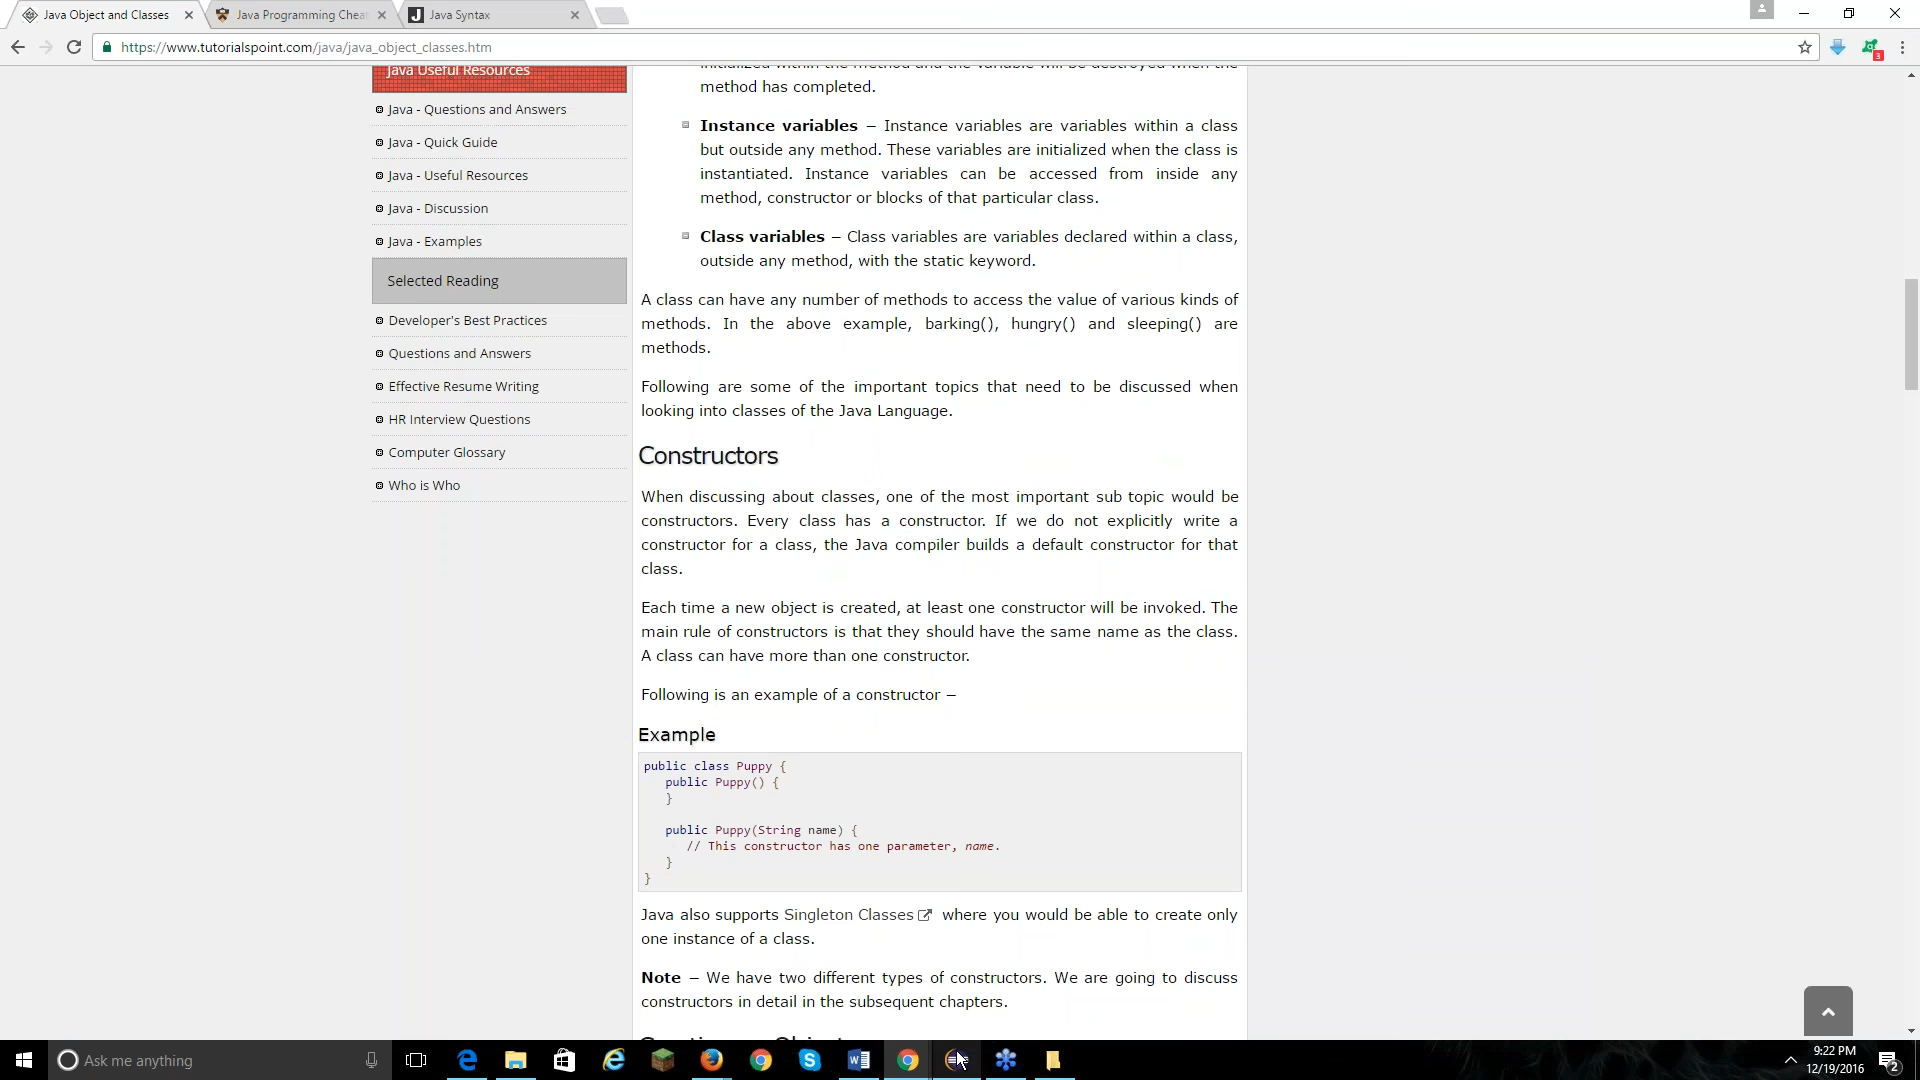 Java Object and Classes
Java Programming Cheat
Java Syntax
https://www.tutorialspoint.com/java/java_object_classes.htm
3
Java Useful Resources
Java - Questions and Answers
Java - Quick Guide
Java - Useful Resources
Java - Discussion
Java - Examples
Selected Reading
Developer's Best Practices
Questions and Answers
Effective Resume Writing
HR Interview Questions
Computer Glossary
Who is Who
initialized within the method and the variable will be destroyed when the
method has completed.
Instance variables – Instance variables are variables within a class
but outside any method. These variables are initialized when the class is
instantiated. Instance variables can be accessed from inside any
method, constructor or blocks of that particular class.
Class variables – Class variables are variables declared within a class,
outside any method, with the static keyword.
A class can have any number of methods to access the value of various kinds of
methods. In the above example, barking(), hungry() and sleeping() are
methods.
Following are some of the important topics that need to be discussed when
looking into classes of the Java Language.
Constructors
When discussing about classes, one of the most important sub topic would be
constructors. Every class has a constructor. If we do not explicitly write a
constructor for a class, the Java compiler builds a default constructor for that
class.
Each time a new object is created, at least one constructor will be invoked. The
main rule of constructors is that they should have the same name as the class.
A class can have more than one constructor.
Following is an example of a constructor –
Example
public class Puppy {
public Puppy() {
}
public Puppy(String name) {
// This constructor has one parameter, name.
}
}
Java also supports Singleton Classes where you would be able to create only
one instance of a class.
Note – We have two different types of constructors. We are going to discuss
constructors in detail in the subsequent chapters.
Ask me anything
9:22 PM
12/19/2016
2